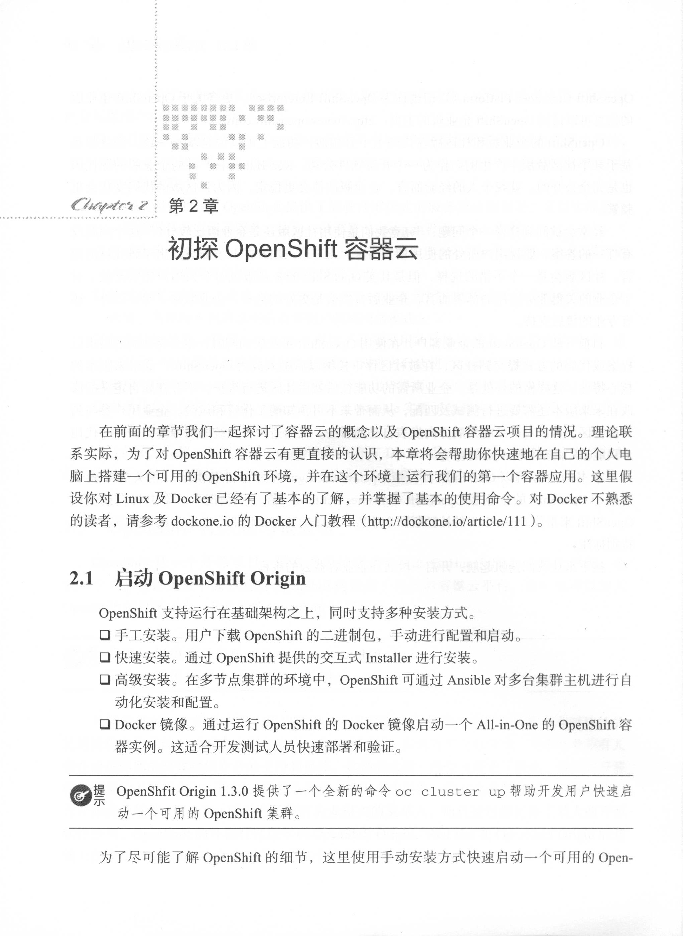 Chapter 2
第 2 章
初探 OpenShift 容器云
在前面的章节我们一起探讨了容器云的概念以及 OpenShift 容器云项目的情况。理论联
系实际，为了对 OpenShift 容器云有更直接的认识，本章将会帮助你快速地在自己的个人电
脑上搭建一个可用的 OpenShift 环境，并在这个环境上运行我们的第一个容器应用。这里假
设你对 Linux 及 Docker 已经有了基本的了解，并掌握了基本的使用命令。对 Docker 不熟悉
的读者，请参考 dockone.io 的 Docker 入门教程（http://dockone.io/article/111）。
2.1 启动 OpenShift Origin
OpenShift 支持运行在基础架构之上，同时支持多种安装方式。
❑ 手工安装。用户下载 OpenShift 的二进制包，手动进行配置和启动。
❑ 快速安装。通过 OpenShift 提供的交互式 Installer 进行安装。
❑ 高级安装。在多节点集群的环境中，OpenShift 可通过 Ansible 对多台集群主机进行自
动化安装和配置。
❑ Docker 镜像。通过运行 OpenShift 的 Docker 镜像启动一个 All-in-One 的 OpenShift 容
器实例。这适合开发测试人员快速部署和验证。
提示 OpenShfit Origin 1.3.0 提供了一个全新的命令 oc cluster up 帮助开发用户快速启
动一个可用的 OpenShift 集群。
为了尽可能了解 OpenShift 的细节，这里使用手动安装方式快速启动一个可用的 Open-